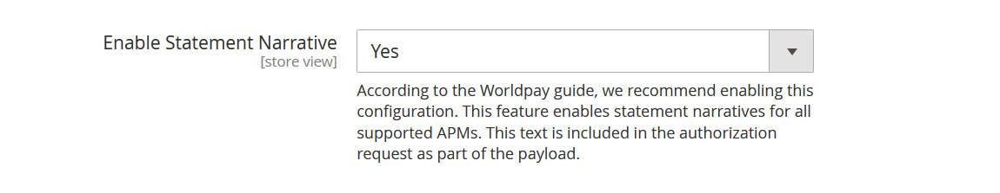 Enable Statement Narrative
[store view]
Yes
According to the Worldpay guide, we recommend enabling this
configuration. This feature enables statement narratives for all
supported APMs. This text is included in the authorization
request as part of the payload.